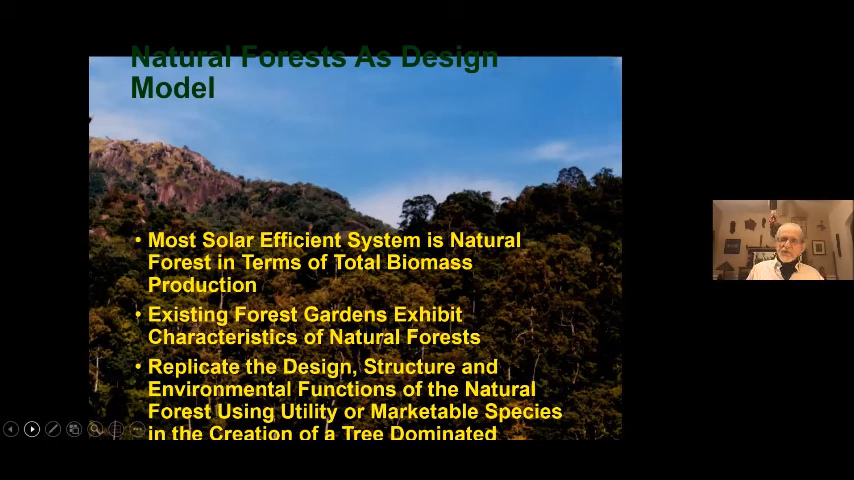 Natural Forests As Design
Model
• Most Solar Efficient System is Natural
Forest in Terms of Total Biomass
Production
• Existing Forest Gardens Exhibit
Characteristics of Natural Forests
• Replicate the Design, Structure and
Environmental Functions of the Natural
Forest Using Utility or Marketable Species
in the Creation of a Tree Dominated